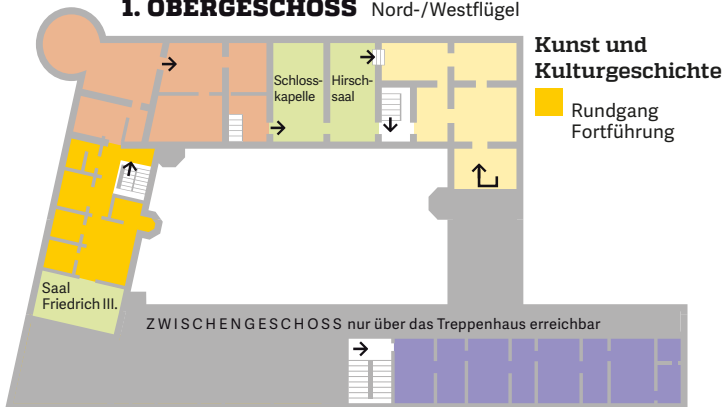 1. OBERGESCHOSS Nord-/Westflügel
Kunst und
Kulturgeschichte
Rundgang
Fortführung
Schloss-
kapelle
Hirsch-
saal
Saal
Friedrich III.
ZWISCHENGESCHOSS nur über das Treppenhaus erreichbar